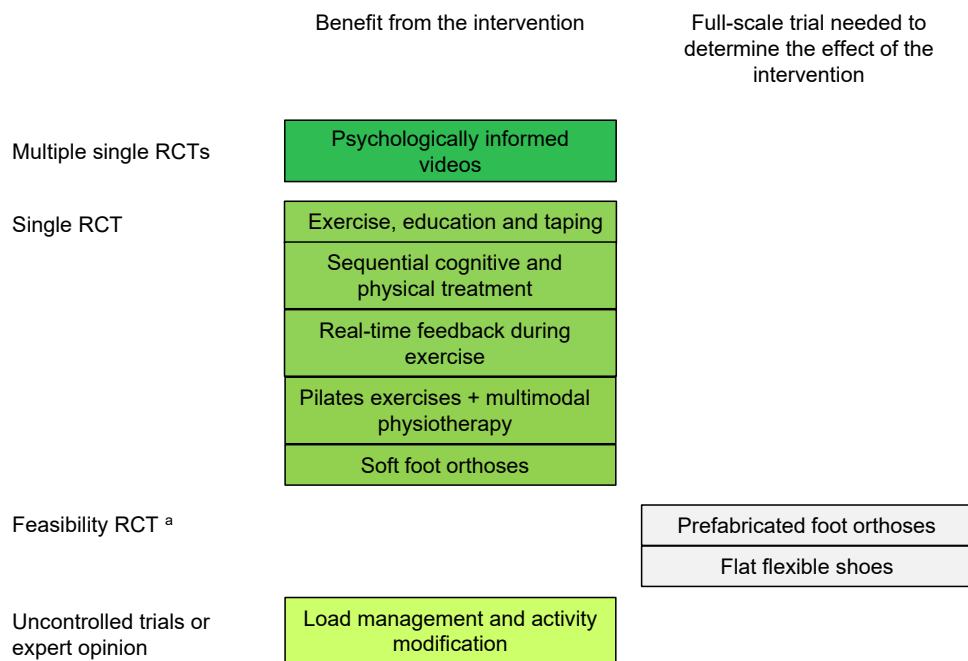 Benefit from the intervention
Full-scale trial needed to
determine the effect of the
intervention
Multiple single RCTs
Psychologically informed
videos
Single RCT
Exercise, education and taping
Sequential cognitive and
physical treatment
Real-time feedback during
exercise
Pilates exercises + multimodal
physiotherapy
Soft foot orthoses
Feasibility RCT ᵃ
Prefabricated foot orthoses
Flat flexible shoes
Uncontrolled trials or
expert opinion
Load management and activity
modification